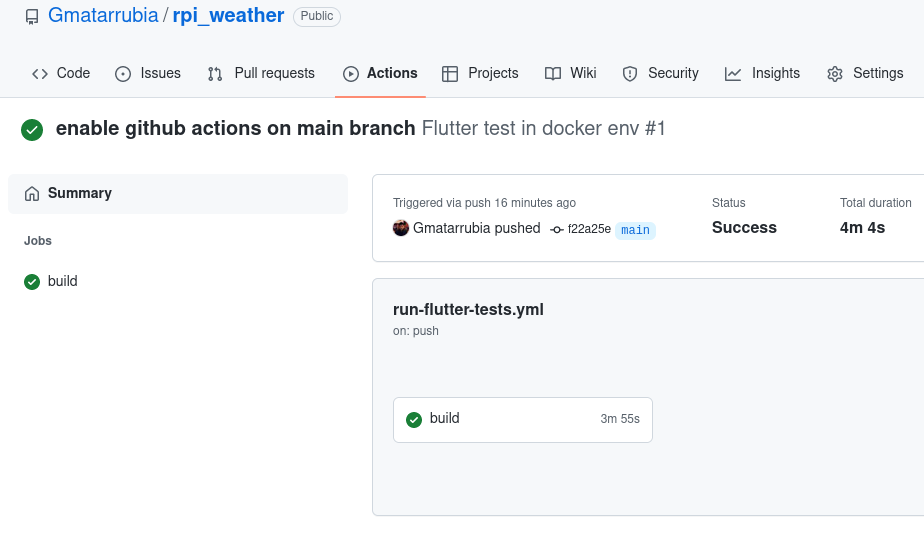 Gmatarrubia / rpi_weather Public
Code Issues Pull requests Actions Projects Wiki Security Insights Settings
enable github actions on main branch Flutter test in docker env #1
Summary
Jobs
build
Triggered via push 16 minutes ago
Gmatarrubia pushed f22a25e main
Status
Success
Total duration
4m 4s
run-flutter-tests.yml
on: push
build 3m 55s